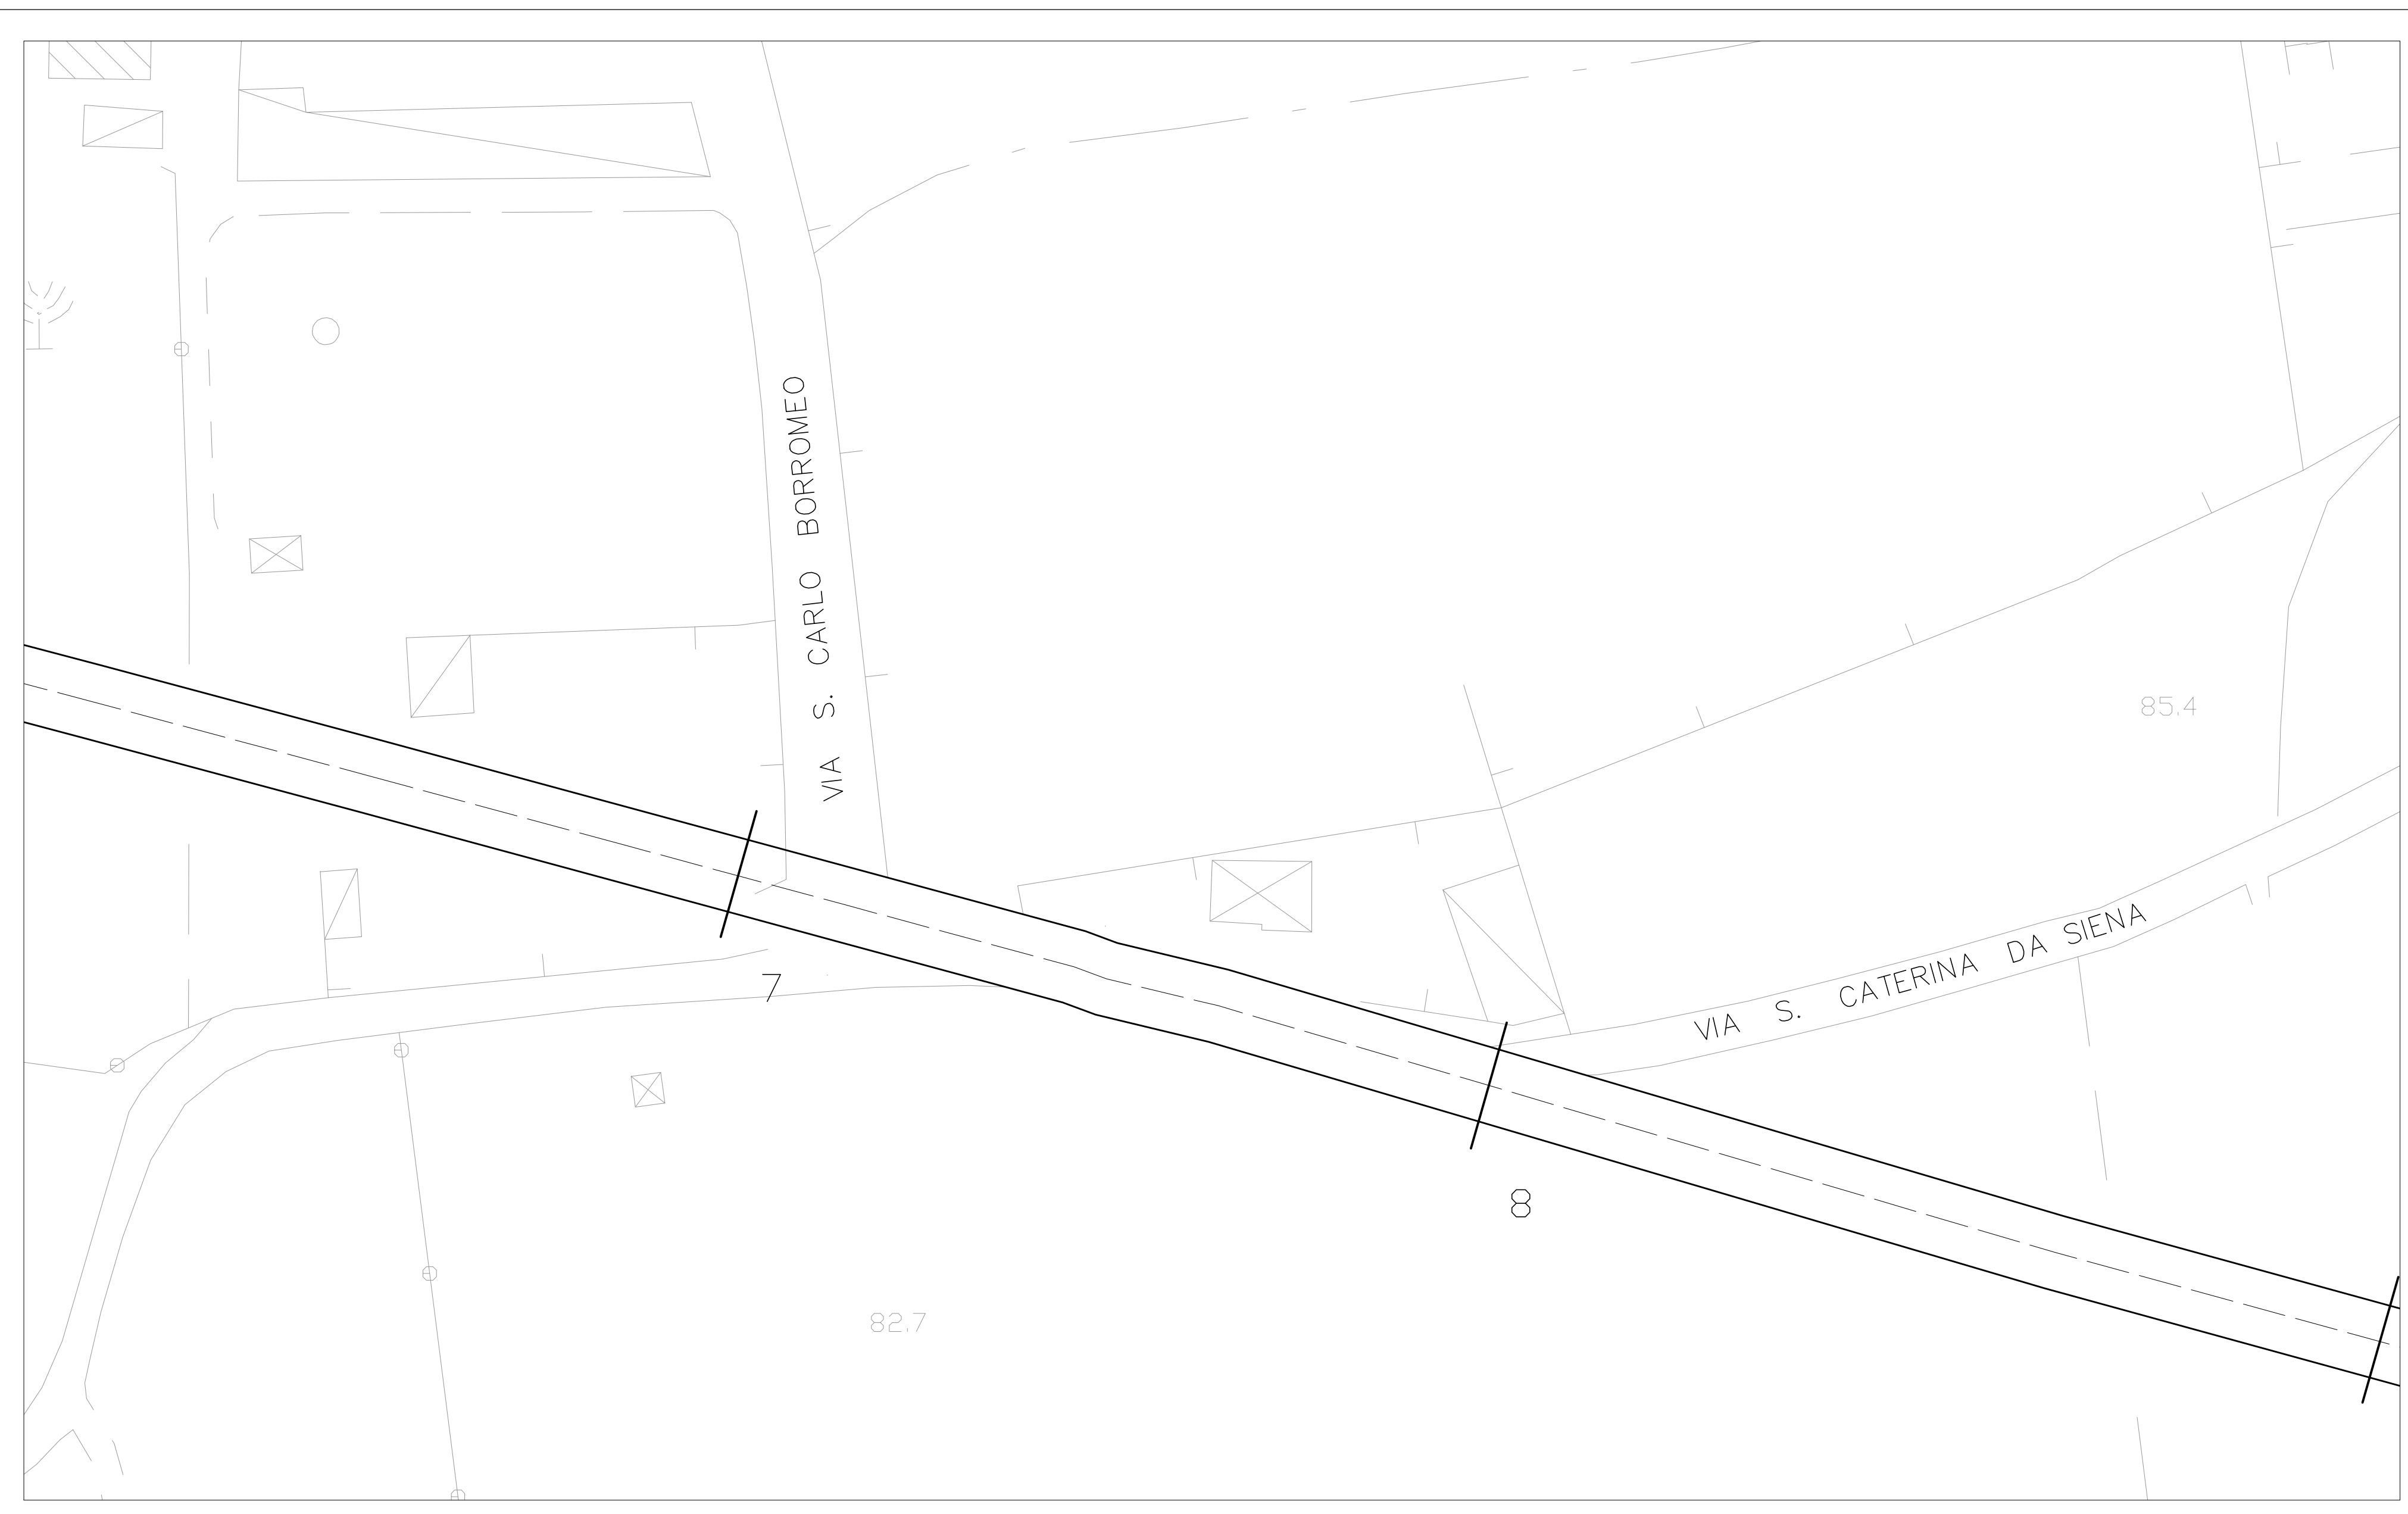 VIA S. CARLO BORROMEO
85.4
VIA S. CATERINA DA SIENA
7
8
82.7